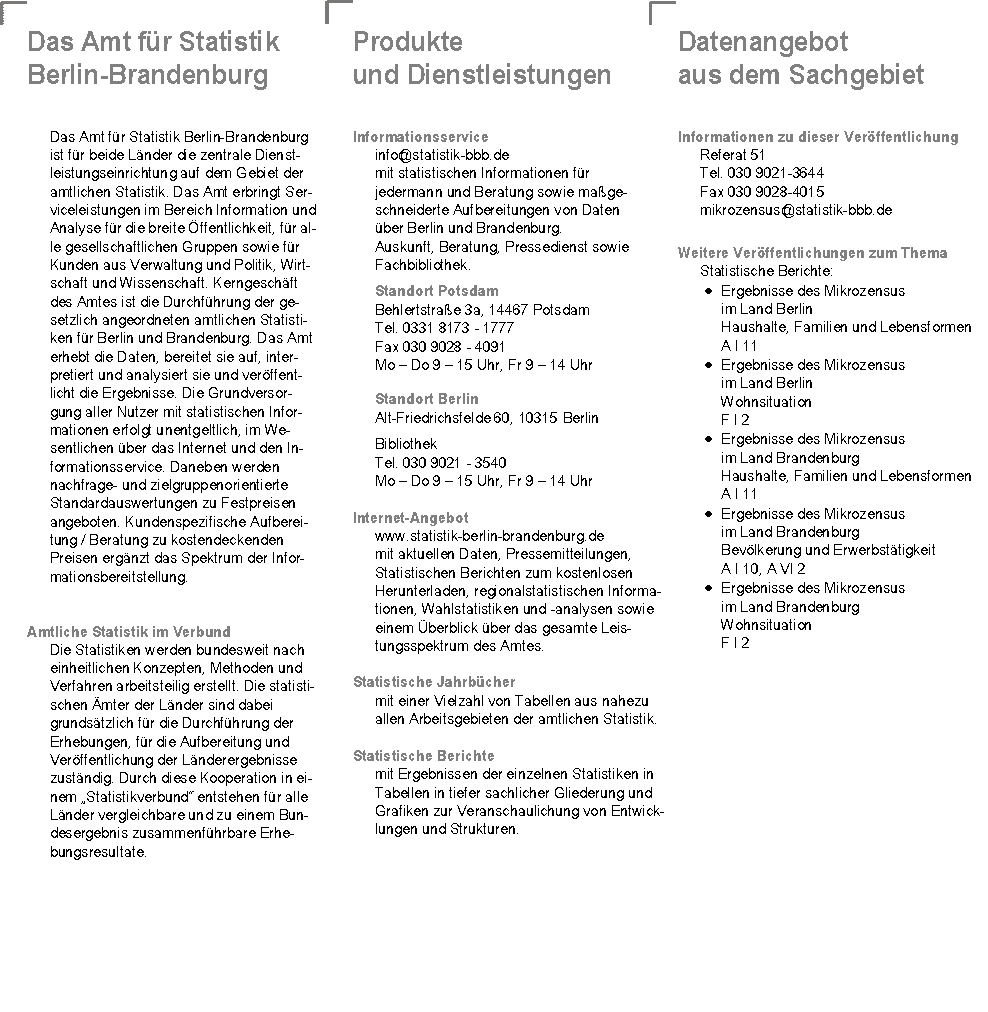 Das Amt für Statistik
Berlin-Brandenburg
Das Amt für Statistik Berlin-Brandenburg
ist für beide Länder die zentrale Dienst-
leistungseinrichtung auf dem Gebiet der
amtlichen Statistik. Das Amt erbringt Ser-
viceleistungen im Bereich Information und
Analyse für die breite Öffentlichkeit, für al-
le gesellschaftlichen Gruppen sowie für
Kunden aus Verwaltung und Politik, Wirt-
schaft und Wissenschaft. Kerngeschäft
des Amtes ist die Durchführung der ge-
setzlich angeordneten amtlichen Statisti-
ken für Berlin und Brandenburg. Das Amt
erhebt die Daten, bereitet sie auf, inter-
pretiert und analysiert sie und veröffent-
licht die Ergebnisse. Die Grundversor-
gung aller Nutzer mit statistischen Infor-
mationen erfolgt unentgeltlich, im We-
sentlichen über das Internet und den In-
formationsservice. Daneben werden
nachfrage- und zielgruppenorientierte
Standardauswertungen zu Festpreisen
angeboten. Kundenspezifische Aufberei-
tung / Beratung zu kostendeckenden
Preisen ergänzt das Spektrum der Infor-
mationsbereitstellung.
Amtliche Statistik im Verbund
Die Statistiken werden bundesweit nach
einheitlichen Konzepten, Methoden und
Verfahren arbeitsteilig erstellt. Die statisti-
schen Ämter der Länder sind dabei
grundsätzlich für die Durchführung der
Erhebungen, für die Aufbereitung und
Veröffentlichung der Länderergebnisse
zuständig. Durch diese Kooperation in ei-
nem „Statistikverbund“ entstehen für alle
Länder vergleichbare und zu einem Bun-
desergebnis zusammenführbare Erhe-
bungsresultate.
Produkte
und Dienstleistungen
Informationsservice
info@statistik-bbb.de
mit statistischen Informationen für
jedermann und Beratung sowie maßge-
schneiderte Aufbereitungen von Daten
über Berlin und Brandenburg.
Auskunft, Beratung, Pressedienst sowie
Fachbibliothek.
Standort Potsdam
Behlertstraße 3a, 14467 Potsdam
Tel. 0331 8173 - 1777
Fax 030 9028 - 4091
Mo – Do 9 – 15 Uhr, Fr 9 – 14 Uhr
Standort Berlin
Alt-Friedrichsfelde 60, 10315 Berlin
Bibliothek
Tel. 030 9021 - 3540
Mo – Do 9 – 15 Uhr, Fr 9 – 14 Uhr
Internet-Angebot
www.statistik-berlin-brandenburg.de
mit aktuellen Daten, Pressemitteilungen,
Statistischen Berichten zum kostenlosen
Herunterladen, regionalstatistischen Informa-
tionen, Wahlstatistiken und -analysen sowie
einem Überblick über das gesamte Leis-
tungsspektrum des Amtes.
Statistische Jahrbücher
mit einer Vielzahl von Tabellen aus nahezu
allen Arbeitsgebieten der amtlichen Statistik.
Statistische Berichte
mit Ergebnissen der einzelnen Statistiken in
Tabellen in tiefer sachlicher Gliederung und
Grafiken zur Veranschaulichung von Entwick-
lungen und Strukturen.
Datenangebot
aus dem Sachgebiet
Informationen zu dieser Veröffentlichung
Referat 51
Tel. 030 9021-3644
Fax 030 9028-4015
mikrozensus@statistik-bbb.de
Weitere Veröffentlichungen zum Thema
Statistische Berichte:
• Ergebnisse des Mikrozensus
im Land Berlin
Haushalte, Familien und Lebensformen
A I 11
• Ergebnisse des Mikrozensus
im Land Berlin
Wohnsituation
F I 2
• Ergebnisse des Mikrozensus
im Land Brandenburg
Haushalte, Familien und Lebensformen
A I 11
• Ergebnisse des Mikrozensus
im Land Brandenburg
Bevölkerung und Erwerbstätigkeit
A I 10, A VI 2
• Ergebnisse des Mikrozensus
im Land Brandenburg
Wohnsituation
F I 2